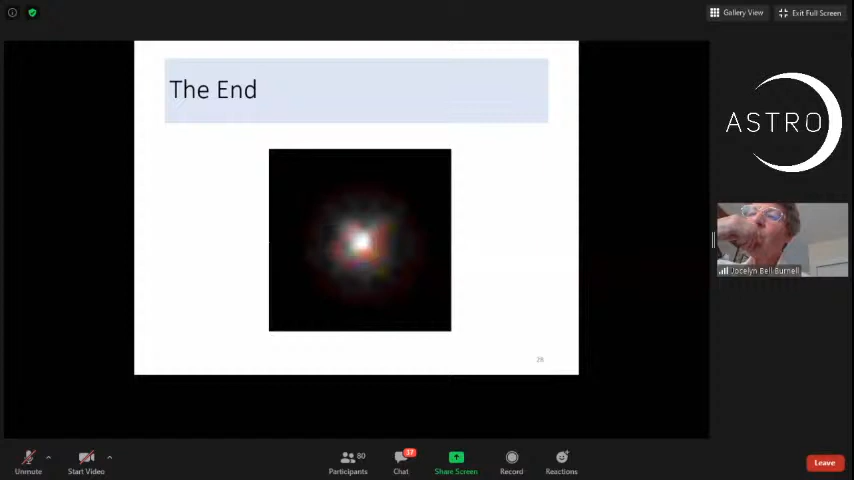 Gallery View
Exit Full Screen
The End
ASTRO
Jocelyn Bell Burnell
28
80
37
Unmute
Start Video
Participants
Chat
Share Screen
Record
Reactions
Leave